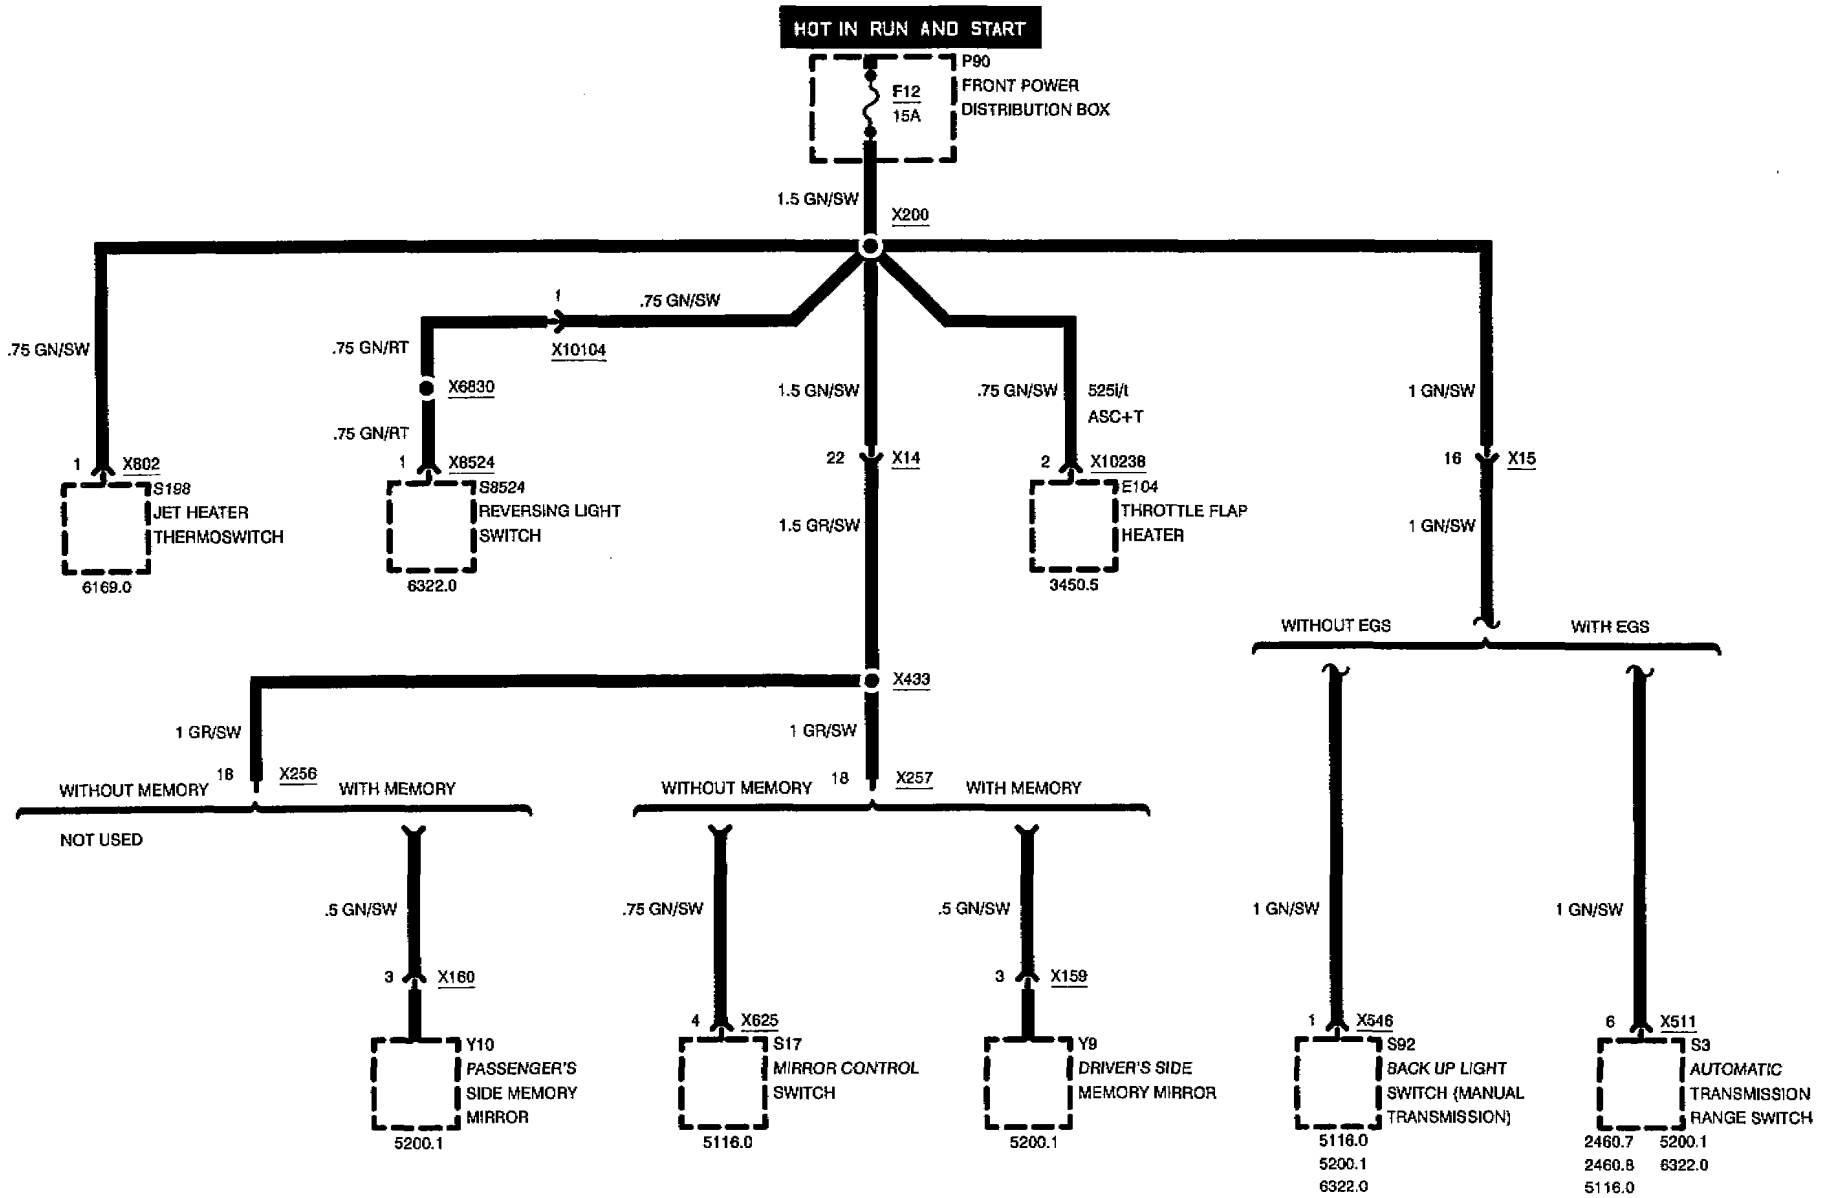 HOT IN RUN AND START
P90
FRONT POWER
DISTRIBUTION BOX
F12
15A
1.5 GN/SW
X200
.75 GN/SW
1
.75 GN/SW
X10104
.75 GN/RT
X6830
.75 GN/RT
1.5 GN/SW
.75 GN/SW
525i/t
ASC+T
1 GN/SW
1
X802
S198
JET HEATER
THERMOSWITCH
6169.0
1
X8524
S8524
REVERSING LIGHT
SWITCH
6322.0
22
X14
1.5 GR/SW
2
X10238
E104
THROTTLE FLAP
HEATER
3450.5
16
X15
1 GN/SW
WITHOUT EGS
WITH EGS
X433
1 GR/SW
1 GR/SW
18
X256
WITHOUT MEMORY
WITH MEMORY
NOT USED
18
X257
WITHOUT MEMORY
WITH MEMORY
.5 GN/SW
.75 GN/SW
.5 GN/SW
1 GN/SW
1 GN/SW
3
X160
Y10
PASSENGER'S
SIDE MEMORY
MIRROR
5200.1
4
X625
S17
MIRROR CONTROL
SWITCH
5116.0
3
X159
Y9
DRIVER'S SIDE
MEMORY MIRROR
5200.1
1
X546
S92
BACK UP LIGHT
SWITCH (MANUAL
TRANSMISSION)
5116.0
5200.1
6322.0
6
X511
S3
AUTOMATIC
TRANSMISSION
RANGE SWITCH
2460.7 5200.1
2460.8 6322.0
5116.0